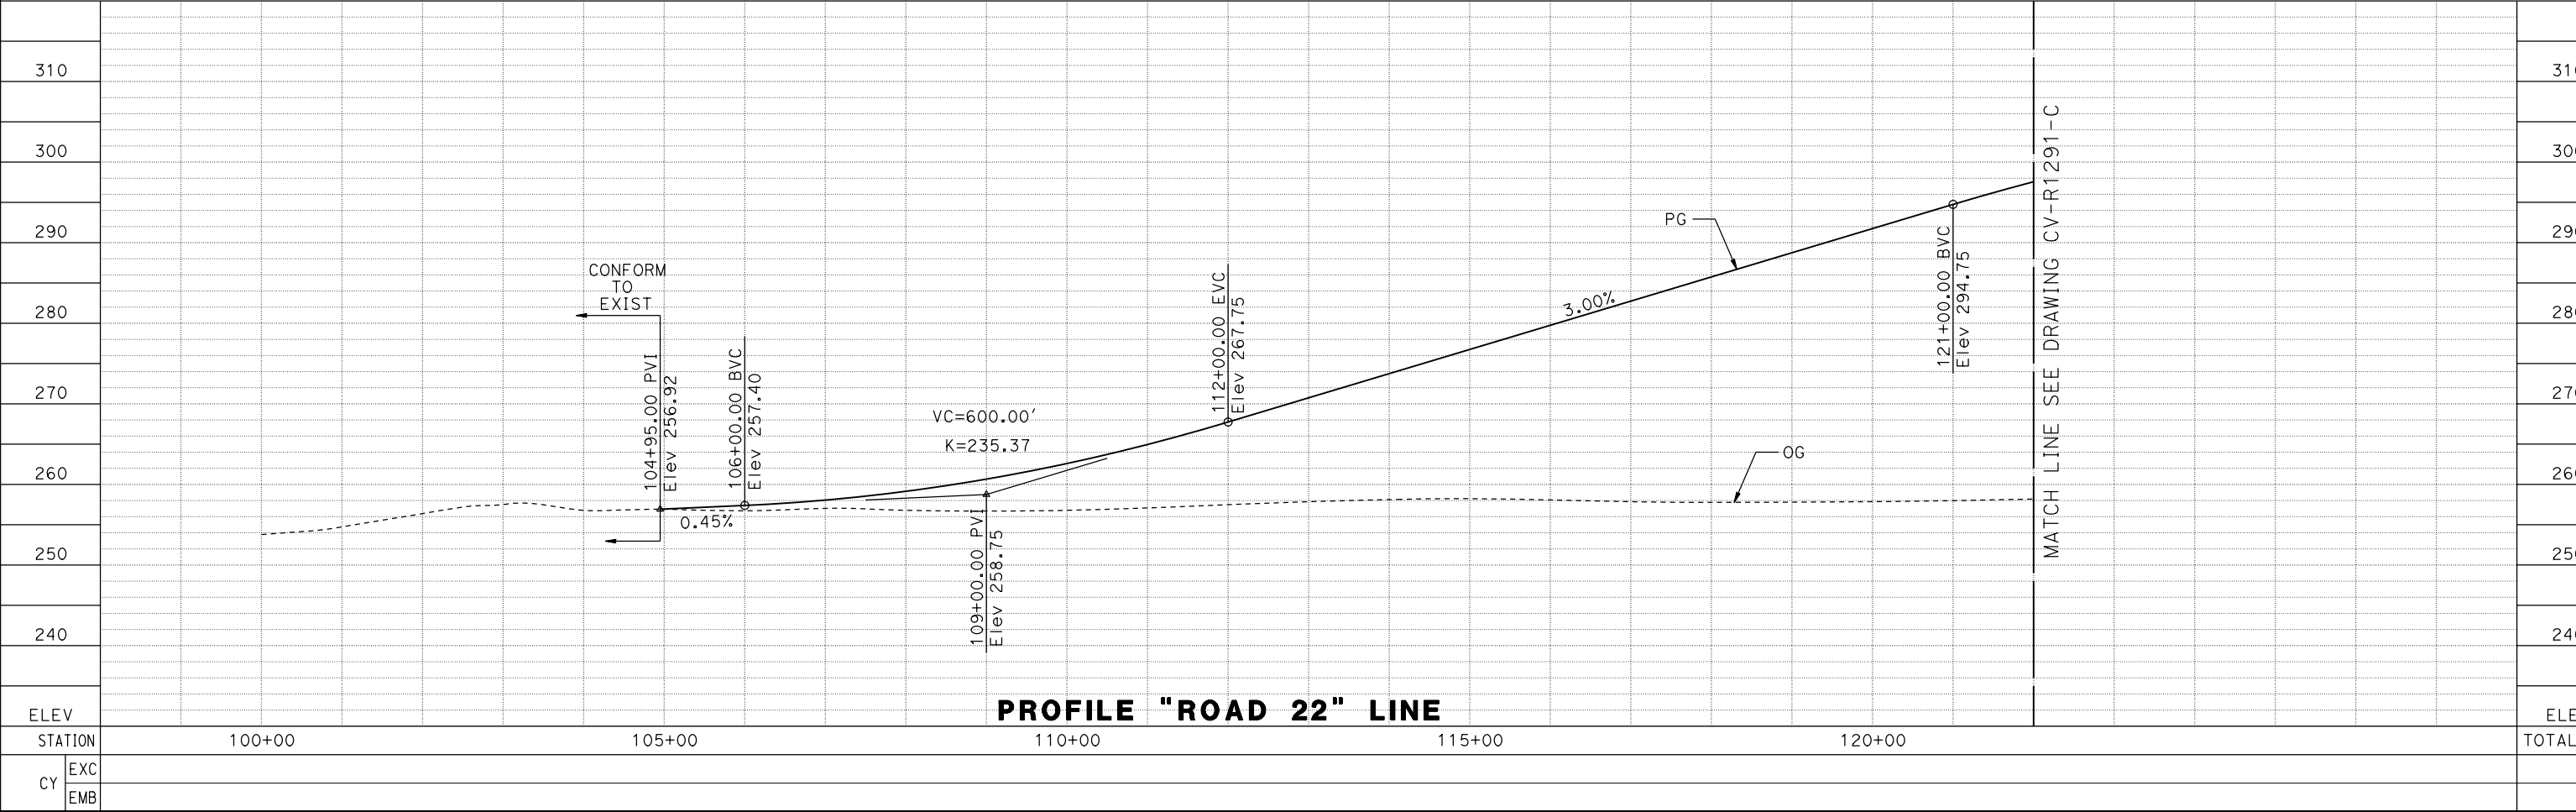 310
300
290
280
270
260
250
240
ELEV
STATION
CY
EXC
EMB
CONFORM
TO
EXIST
104+95.00 PVI
Elev 256.92
106+00.00 BVC
Elev 257.40
0.45%
VC=600.00'
K=235.37
109+00.00 PVI
Elev 258.75
112+00.00 EVC
Elev 267.75
3.00%
PG
OG
121+00.00 BVC
Elev 294.75
MATCH LINE SEE DRAWING CV-R1291-C
PROFILE "ROAD 22" LINE
100+00
105+00
110+00
115+00
120+00
TOTAL